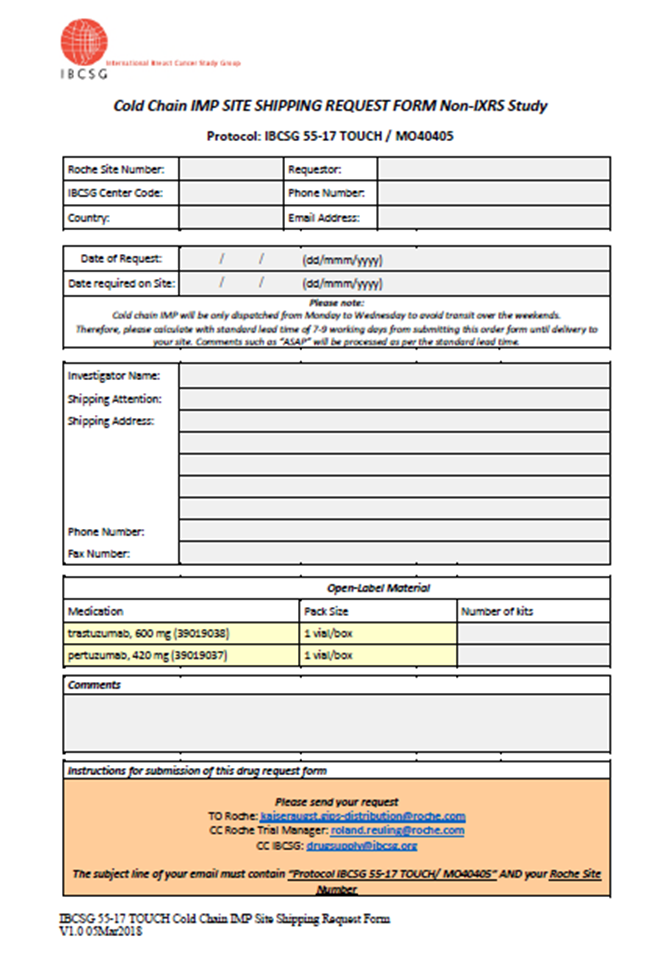 International Breast Cancer Study Group
IBCSG
Cold Chain IMP SITE SHIPPING REQUEST FORM Non-IXRS Study
Protocol: IBCSG 55-17 TOUCH / MO40405
Roche Site Number: Requestor:
IBCSG Center Code: Phone Number:
Country: Email Address:
Date of Request: / / (dd/mmm/yyyy)
Date required on Site: / / (dd/mmm/yyyy)
Please note:
Cold chain IMP will be only dispatched from Monday to Wednesday to avoid transit over the weekends.
Therefore, please calculate with standard lead time of 7-9 working days from submitting this order form until delivery to
your site. Comments such as "ASAP" will be processed as per the standard lead time.
Investigator Name:
Shipping Attention:
Shipping Address:
Phone Number:
Fax Number:
Open-Label Material
Medication Pack Size Number of kits
trastuzumab, 600 mg (39019038) 1 vial/box
pertuzumab, 420 mg (39019037) 1 vial/box
Comments
Instructions for submission of this drug request form
Please send your request
TO Roche: kaiseraugst.gips-distribution@roche.com
CC Roche Trial Manager: roland.reuling@roche.com
CC IBCSG: drugsupply@ibcsg.org
The subject line of your email must contain "Protocol IBCSG 55-17 TOUCH/ MO40405" AND your Roche Site
Number
IBCSG 55-17 TOUCH Cold Chain IMP Site Shipping Request Form
V1.0 05Mar2018